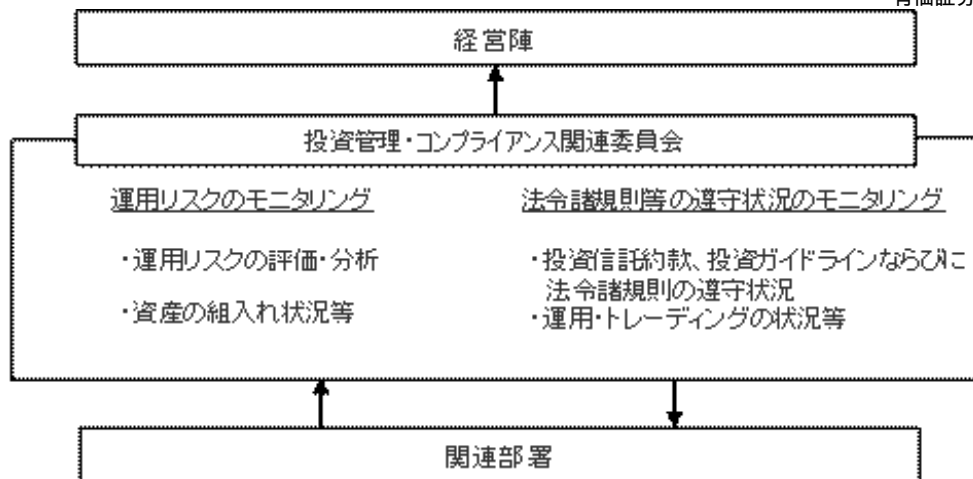 経営陣
投資管理・コンプライアンス関連委員会
運用リスクのモニタリング
・運用リスクの評価・分析
・資産の組入れ状況等
法令諸規則等の遵守状況のモニタリング
・投資信託約款、投資ガイドラインならびに
法令諸規則の遵守状況
・運用・トレーディングの状況等
関連部署